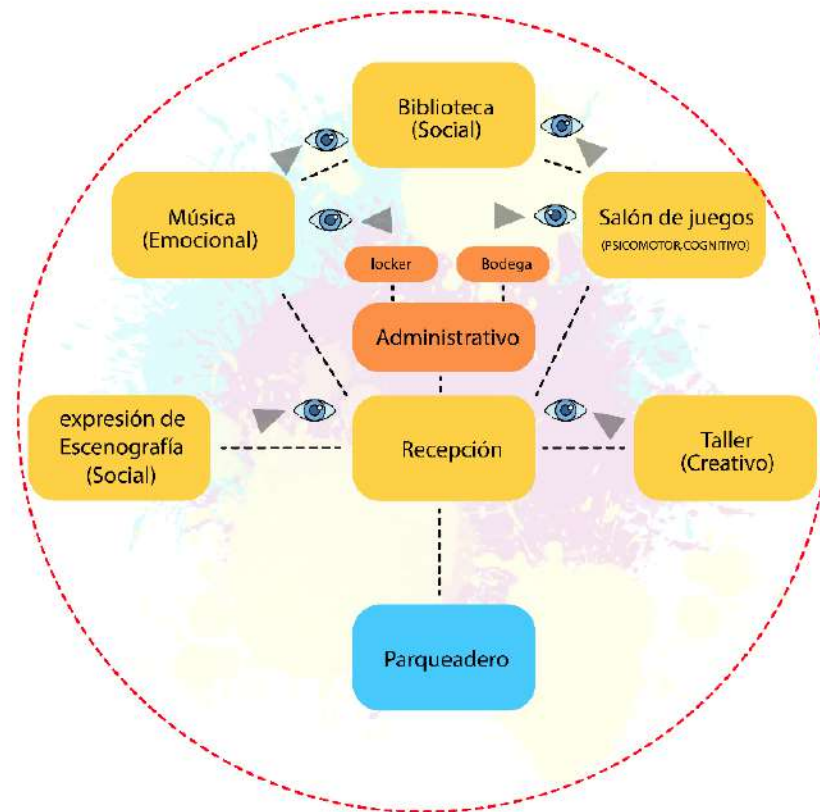 Biblioteca
(Social)
Música
(Emocional)
Salón de juegos
(PSICOMOTOR,COGNITIVO)
locker
Bodega
Administrativo
expresión de
Escenografía
(Social)
Recepción
Taller
(Creativo)
Parqueadero